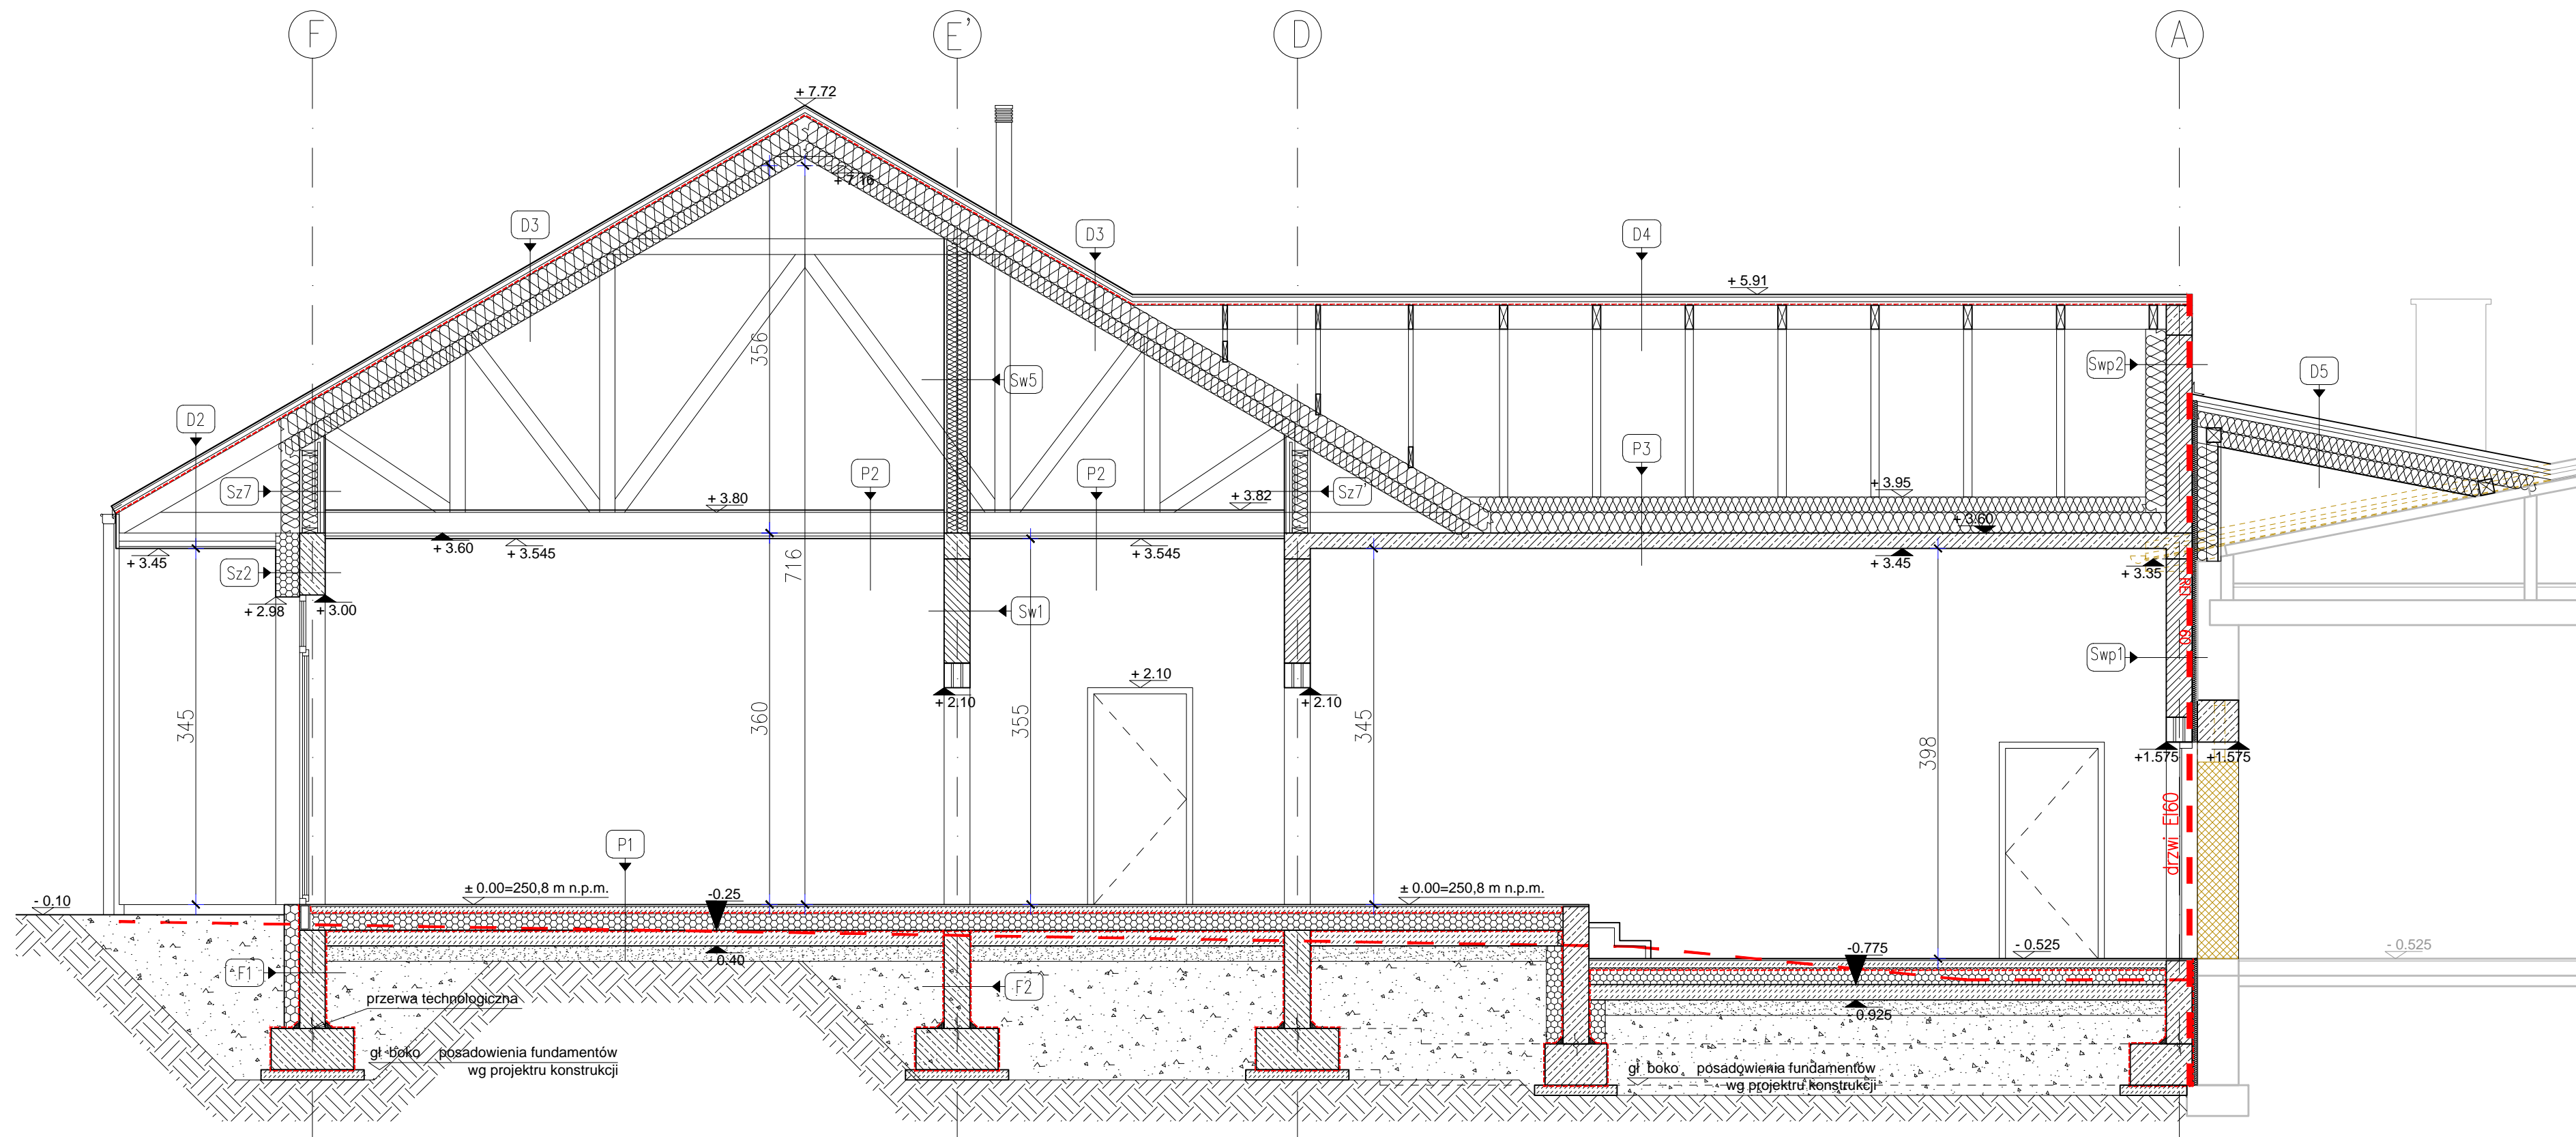 F
E'
D
A
+ 7.72
+ 7.16
D3
D3
D4
+ 5.91
356
Sw5
Swp2
D5
D2
P2
P2
P3
Sz7
+ 3.80
+ 3.82
Sz7'
+ 3.95
+ 3.60
+ 3.60
+ 3.545
+ 3.545
+ 3.45
+ 3.45
716
Sz2
+ 3.35
REI 60
+ 2.98
+ 3.00
Sw1
Swp1
+ 2.10
+ 2.10
+ 2.10
345
360
355
345
398
+1.575
+1.575
drzwi EI60
P1
± 0.00=250,8 m n.p.m.
-0.25
± 0.00=250,8 m n.p.m.
- 0.10
-0.775
- 0.525
- 0.525
0.40
F1
F2
przerwa technologiczna
0.925
gł boko posadowienia fundamentów
wg projektru konstrukcji
gł boko posadowienia fundamentów
wg projektru konstrukcji